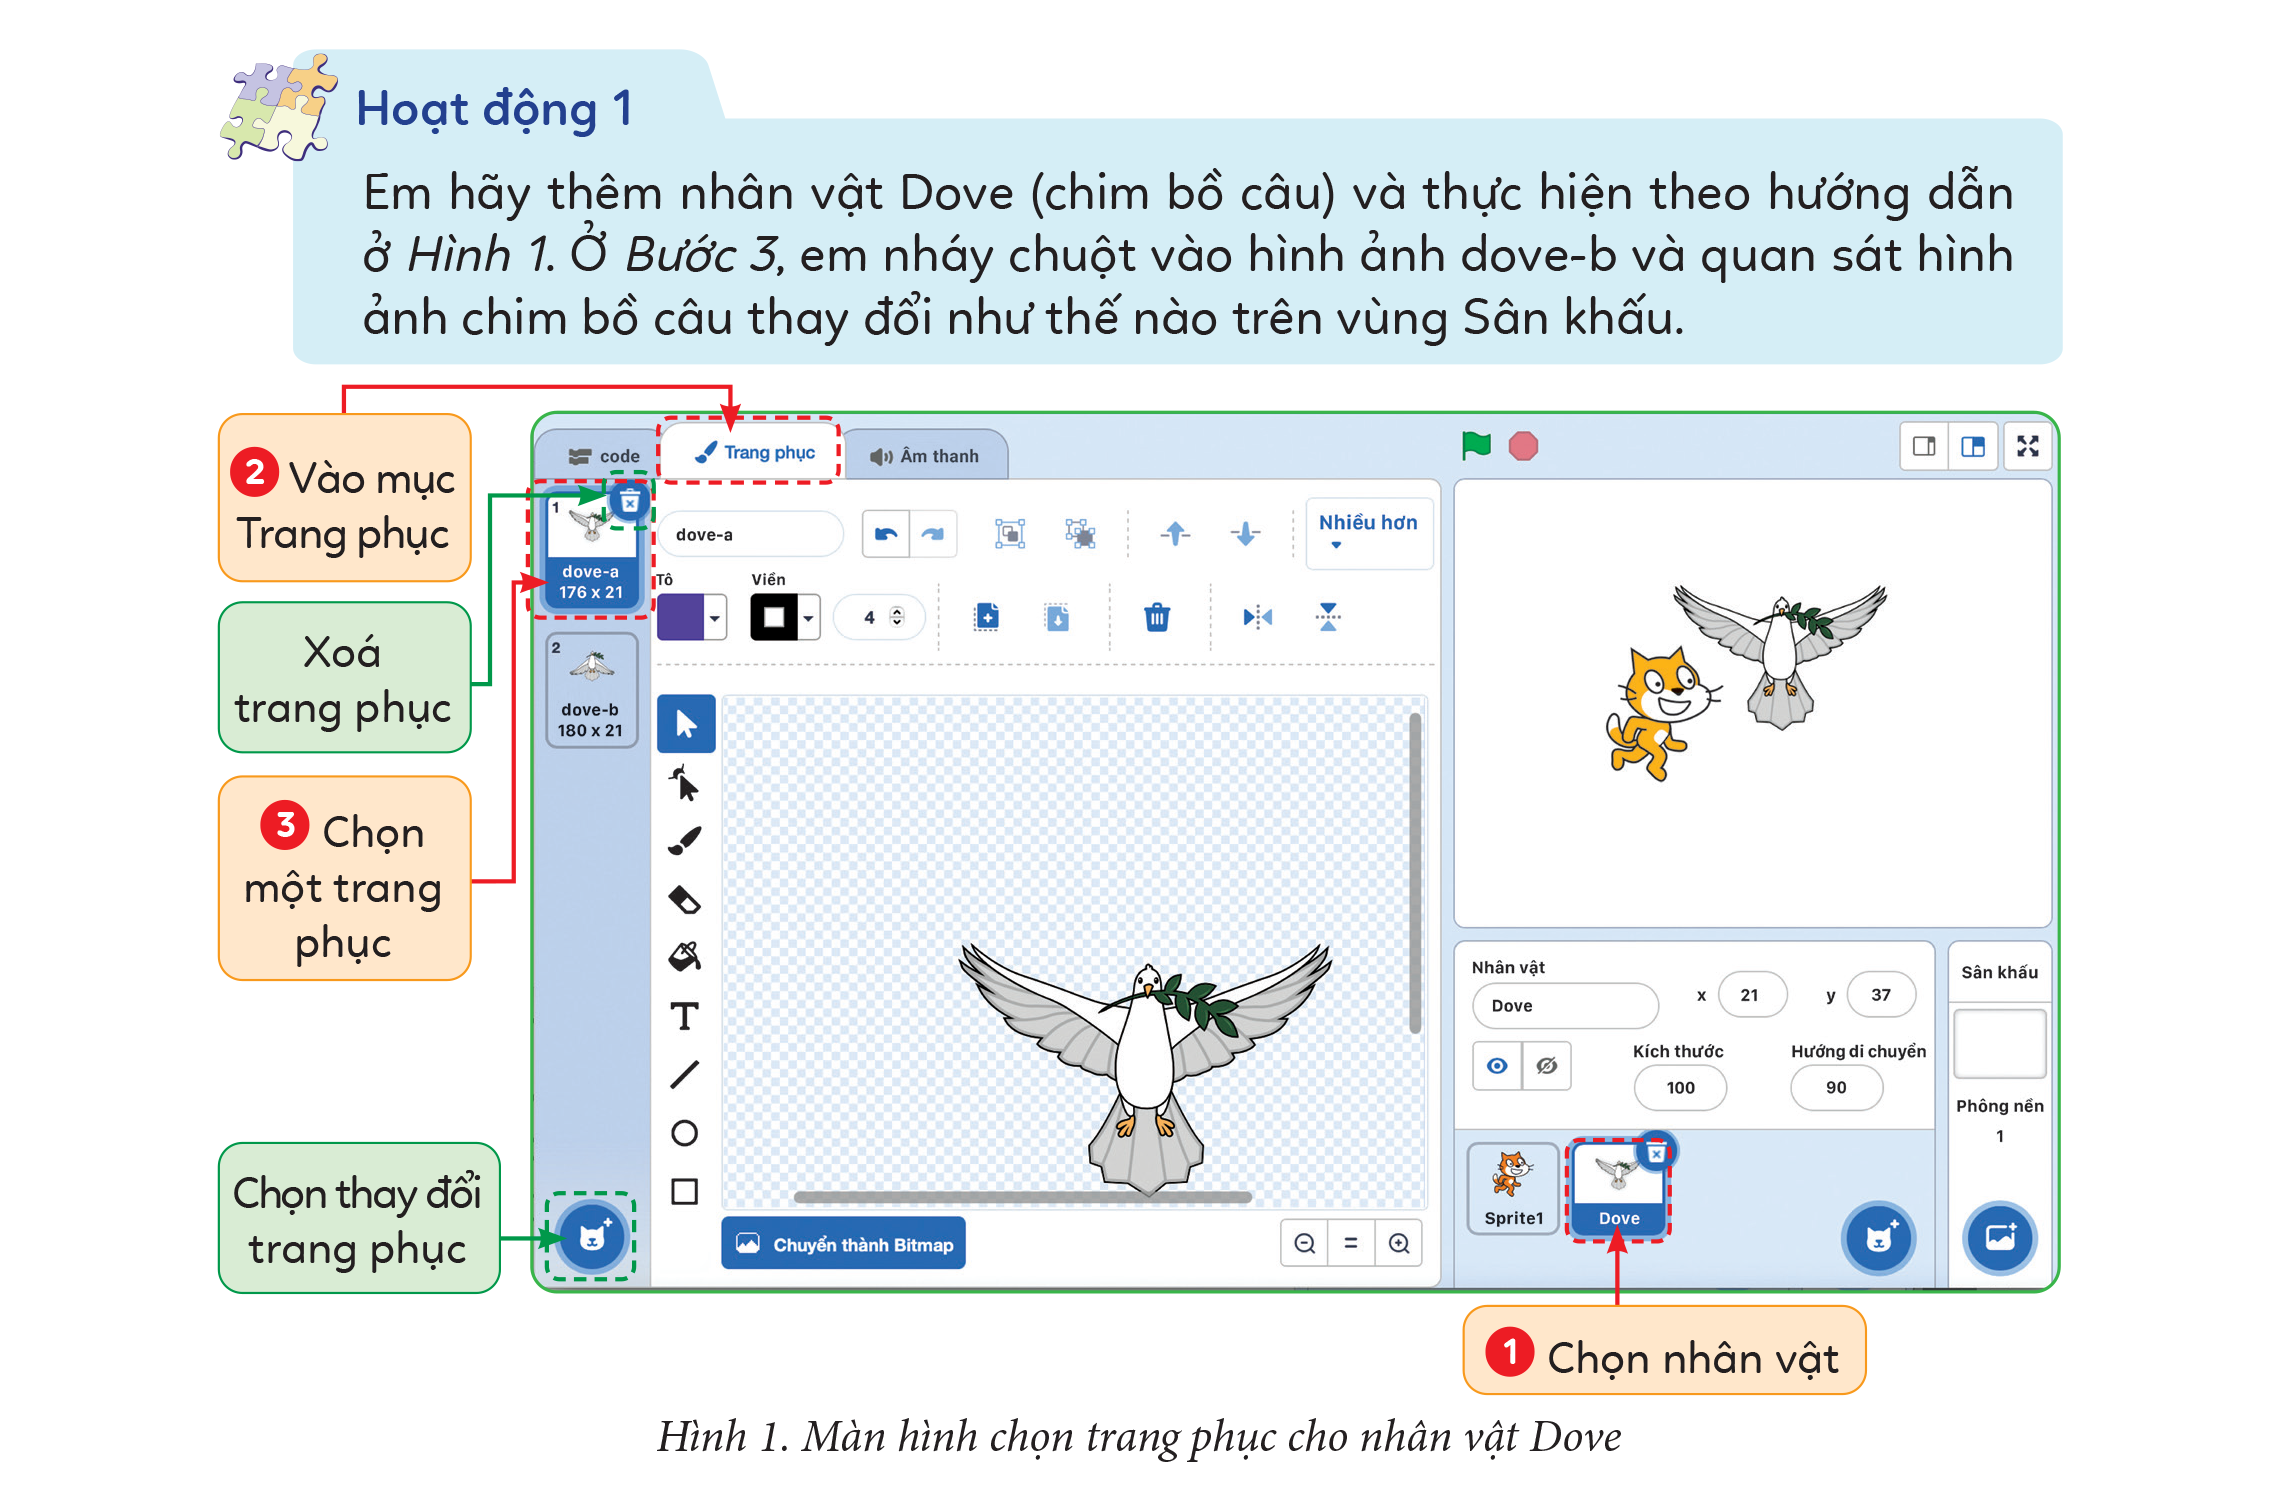 Hoạt động 1
Em hãy thêm nhân vật Dove (chim bồ câu) và thực hiện theo hướng dẫn
ở Hình 1. Ở Bước 3, em nháy chuột vào hình ảnh dove-b và quan sát hình
ảnh chim bồ câu thay đổi như thế nào trên vùng Sân khấu.
2 Vào mục
Trang phục
Xoá
trang phục
3 Chọn
một trang
phục
Chọn thay đổi
trang phục
code
Trang phục
Âm thanh
1
dove-a
176 x 21
2
dove-b
180 x 21
dove-a
Nhiều hơn
Tô
Viền
4
T
Chuyển thành Bitmap
=
Nhân vật
Dove
x 21
y 37
Kích thước
100
Hướng di chuyển
90
Sprite1
Dove
Sân khấu
Phông nền
1
1 Chọn nhân vật
Hình 1. Màn hình chọn trang phục cho nhân vật Dove